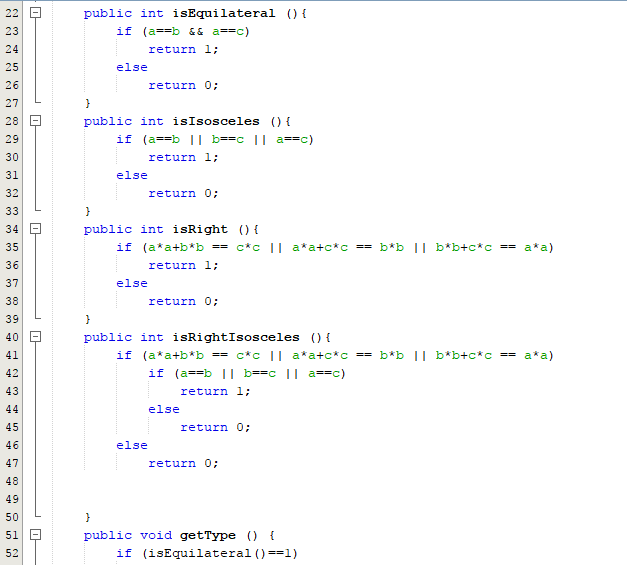 22 public int isEquilateral (){
23 if (a==b && a==c)
24 return 1;
25 else
26 return 0;
27 }
28 public int isIsosceles (){
29 if (a==b || b==c || a==c)
30 return 1;
31 else
32 return 0;
33 }
34 public int isRight (){
35 if (a*a+b*b == c*c || a*a+c*c == b*b || b*b+c*c == a*a)
36 return 1;
37 else
38 return 0;
39 }
40 public int isRightIsosceles (){
41 if (a*a+b*b == c*c || a*a+c*c == b*b || b*b+c*c == a*a)
42 if (a==b || b==c || a==c)
43 return 1;
44 else
45 return 0;
46 else
47 return 0;
48
49
50 }
51 public void getType () {
52 if (isEquilateral()==1)